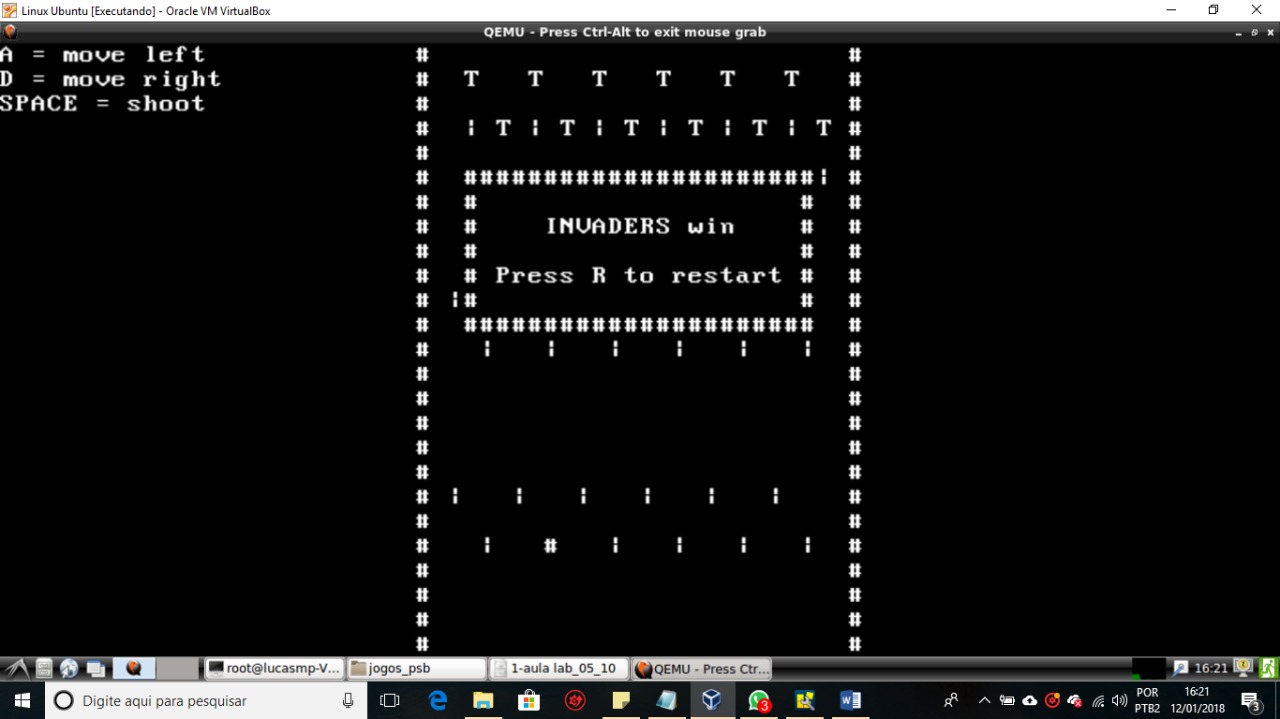 Linux Ubuntu [Executando] - Oracle VM VirtualBox
QEMU - Press Ctrl-Alt to exit mouse grab
A = move left
D = move right
SPACE = shoot
# #
# T T T T T T #
# #
# ¦ T ¦ T ¦ T ¦ T ¦ T ¦ T #
# #
# ###################### ¦ #
# # # #
# # INVADERS win # #
# # # #
# # Press R to restart # #
# ¦# # #
# ###################### #
# ¦ ¦ ¦ ¦ ¦ ¦ #
# #
# #
# #
# #
# #
# ¦ ¦ ¦ ¦ ¦ ¦ #
# #
# ¦ # ¦ ¦ ¦ ¦ #
# #
# #
# #
# #
root@lucasmp-V... jogos_psb 1-aula lab_05_10 QEMU - Press Ctr... 16:21
Digite aqui para pesquisar
3
POR
PTB2
16:21
12/01/2018
3